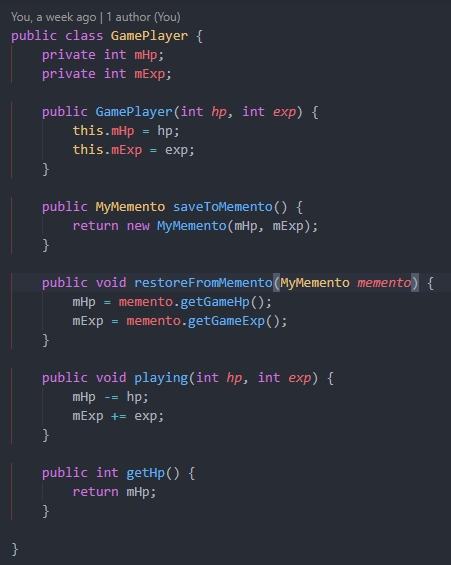 You, a week ago | 1 author (You)
public class GamePlayer {
    private int mHp;
    private int mExp;

    public GamePlayer(int hp, int exp) {
        this.mHp = hp;
        this.mExp = exp;
    }

    public MyMemento saveToMemento() {
        return new MyMemento(mHp, mExp);
    }

    public void restoreFromMemento(MyMemento memento) {
        mHp = memento.getGameHp();
        mExp = memento.getGameExp();
    }

    public void playing(int hp, int exp) {
        mHp -= hp;
        mExp += exp;
    }

    public int getHp() {
        return mHp;
    }

}